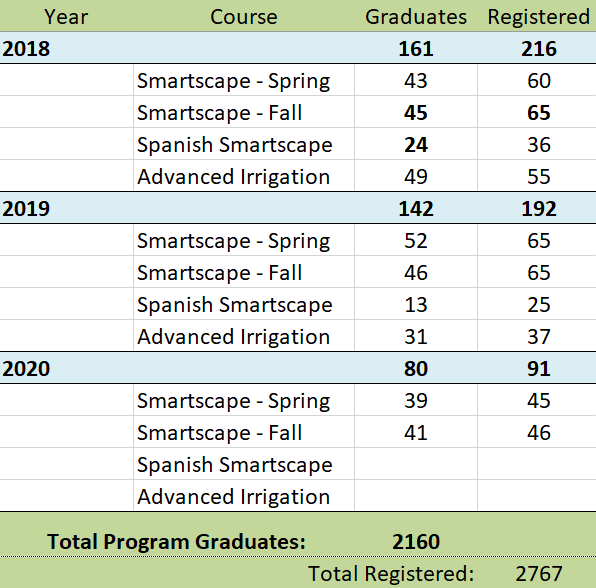 Year Course Graduates Registered
2018 161 216
Smartscape - Spring 43 60
Smartscape - Fall 45 65
Spanish Smartscape 24 36
Advanced Irrigation 49 55
2019 142 192
Smartscape - Spring 52 65
Smartscape - Fall 46 65
Spanish Smartscape 13 25
Advanced Irrigation 31 37
2020 80 91
Smartscape - Spring 39 45
Smartscape - Fall 41 46
Spanish Smartscape
Advanced Irrigation
Total Program Graduates: 2160
Total Registered: 2767